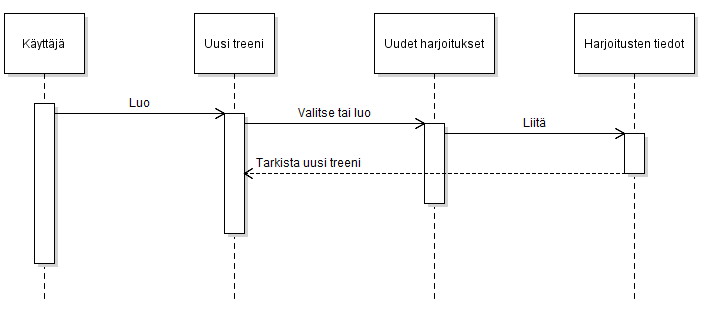 Käyttäjä
Uusi treeni
Uudet harjoitukset
Harjoitusten tiedot
Luo
Valitse tai luo
Liitä
Tarkista uusi treeni